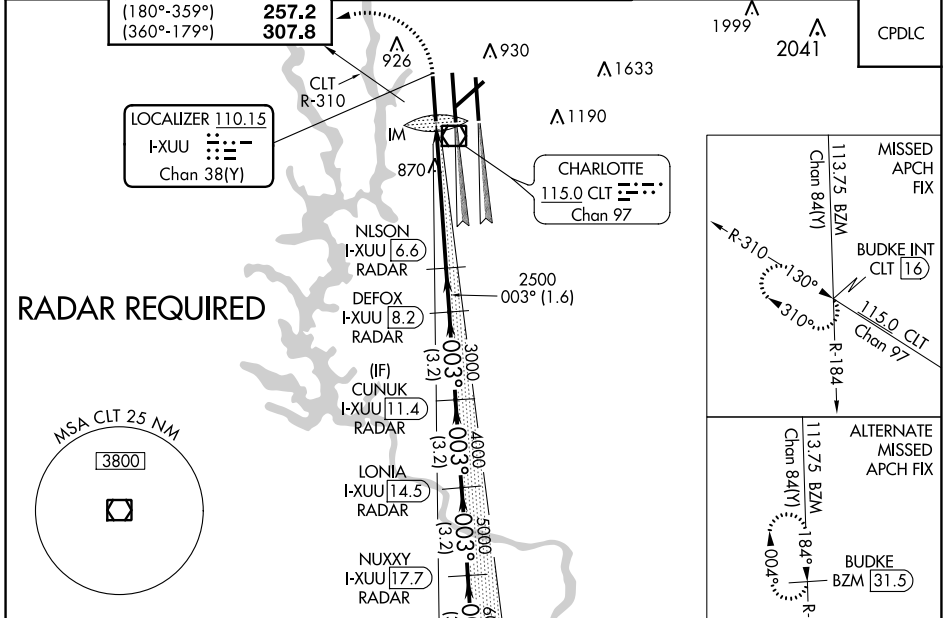 (180°-359°) 257.2
(360°-179°) 307.8
926
930
1633
1999
2041
CPDLC
CLT
R-310
LOCALIZER 110.15
I-XUU
Chan 38(Y)
IM
1190
870
CHARLOTTE
115.0 CLT
Chan 97
NLSON
I-XUU 6.6
RADAR
2500
003° (1.6)
DEFOX
I-XUU 8.2
RADAR
RADAR REQUIRED
003°
3000
(3.2)
(IF)
CUNUK
I-XUU 11.4
RADAR
003°
4000
(3.2)
LONIA
I-XUU 14.5
RADAR
003°
5000
(3.2)
NUXXY
I-XUU 17.7
RADAR
MSA CLT 25 NM
3800
MISSED
APCH
FIX
113.75 BZM
Chan 84(Y)
R-310
130°
310°
BUDKE INT
CLT 16
115.0 CLT
Chan 97
R-184
ALTERNATE
MISSED
APCH FIX
113.75 BZM
Chan 84(Y)
184°
004°
BUDKE
BZM 31.5
R-